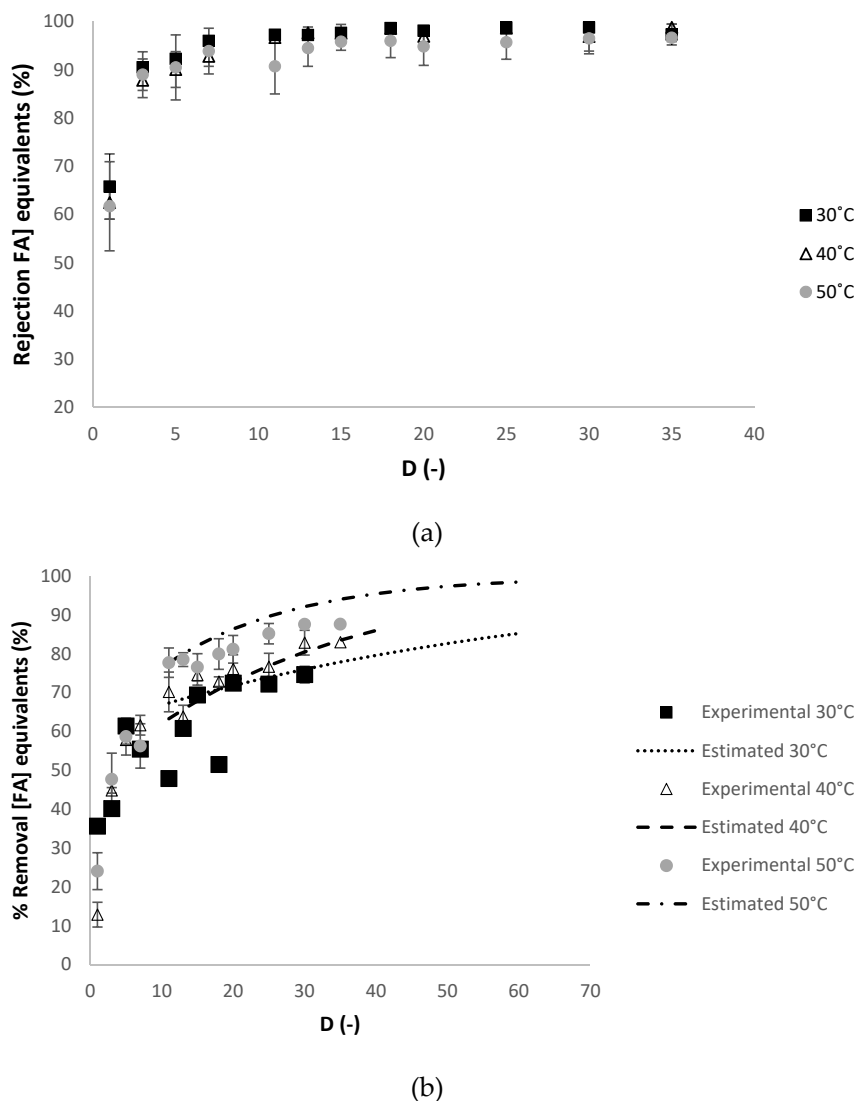 100
90
80
70
60
50
40
30
20
Rejection FA] equivalents (%)
0 5 10 15 20 25 30 35 40
D (-)
30˚C
40˚C
50˚C
(a)
100
90
80
70
60
50
40
30
20
10
0
% Removal [FA] equivalents (%)
0 10 20 30 40 50 60 70
D (-)
Experimental 30°C
Estimated 30°C
Experimental 40°C
Estimated 40°C
Experimental 50°C
Estimated 50°C
(b)